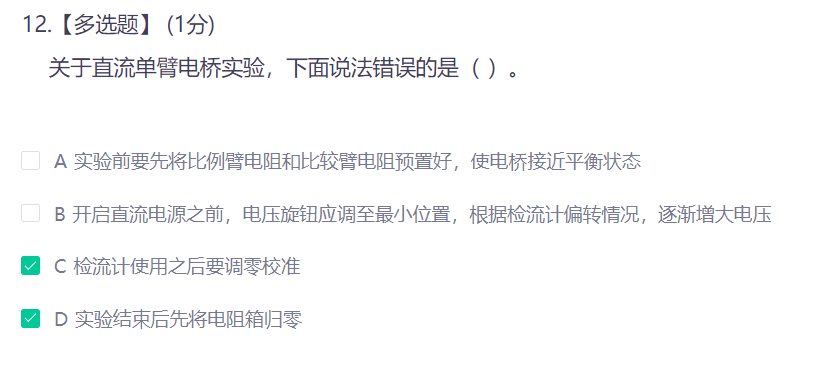 12.【多选题】 (1分)
关于直流单臂电桥实验，下面说法错误的是（ ）。
A 实验前要先将比例臂电阻和比较臂电阻预置好，使电桥接近平衡状态
B 开启直流电源之前，电压旋钮应调至最小位置，根据检流计偏转情况，逐渐增大电压
C 检流计使用之后要调零校准
D 实验结束后先将电阻箱归零